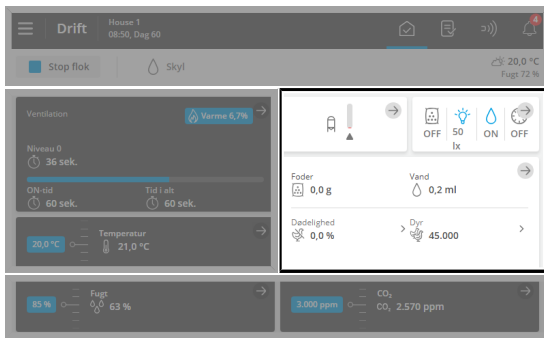 Drift
House 1
08:50, Dag 60
4
Stop flok
Skyl
20,0 °C
Fugt 72 %
Ventilation
Varme 6,7%
Niveau 0
36 sek.
ON-tid
60 sek.
Tid i alt
60 sek.
20,0 °C
Temperatur
21,0 °C
OFF
50
lx
ON
OFF
Foder
0,0 g
Vand
0,2 ml
Dødelighed
0,0 %
Dyr
45.000
85 %
Fugt
63 %
3.000 ppm
CO₂
CO₂ 2.570 ppm